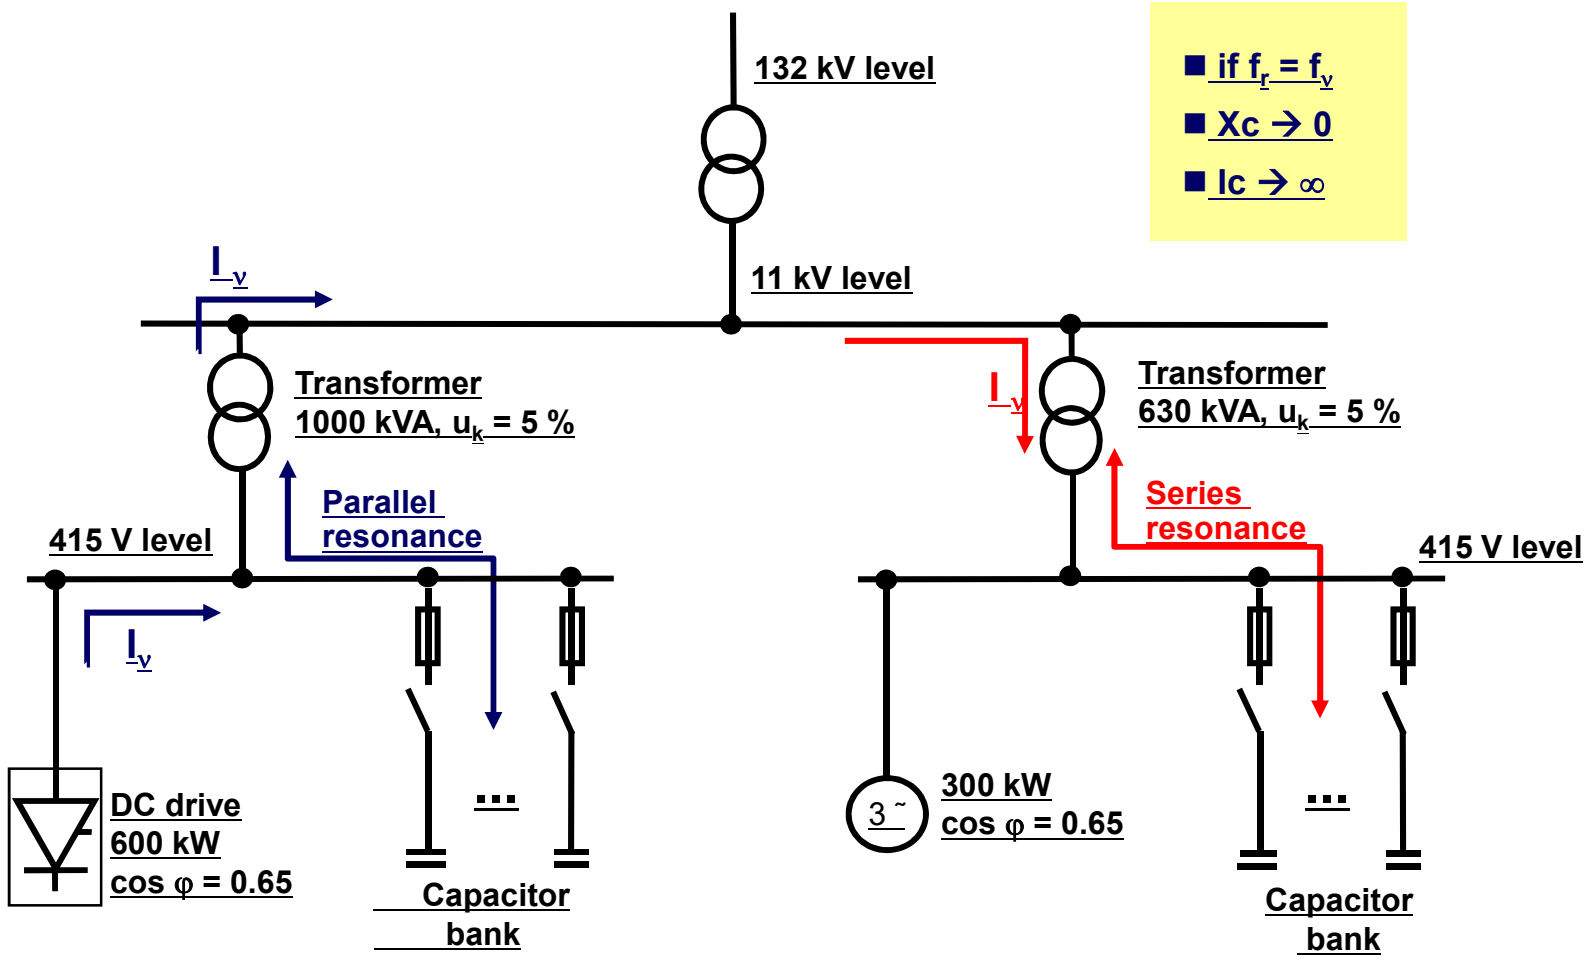 132 kV level
■ if fr = fν
■ Xc → 0
■ Ic → ∞
I ν
11 kV level
Transformer
1000 kVA, uk = 5 %
I ν
Transformer
630 kVA, uk = 5 %
Parallel
resonance
Series
resonance
415 V level
415 V level
Iν
DC drive
600 kW
cos φ = 0.65
...
3 ~
300 kW
cos φ = 0.65
...
Capacitor
bank
Capacitor
bank